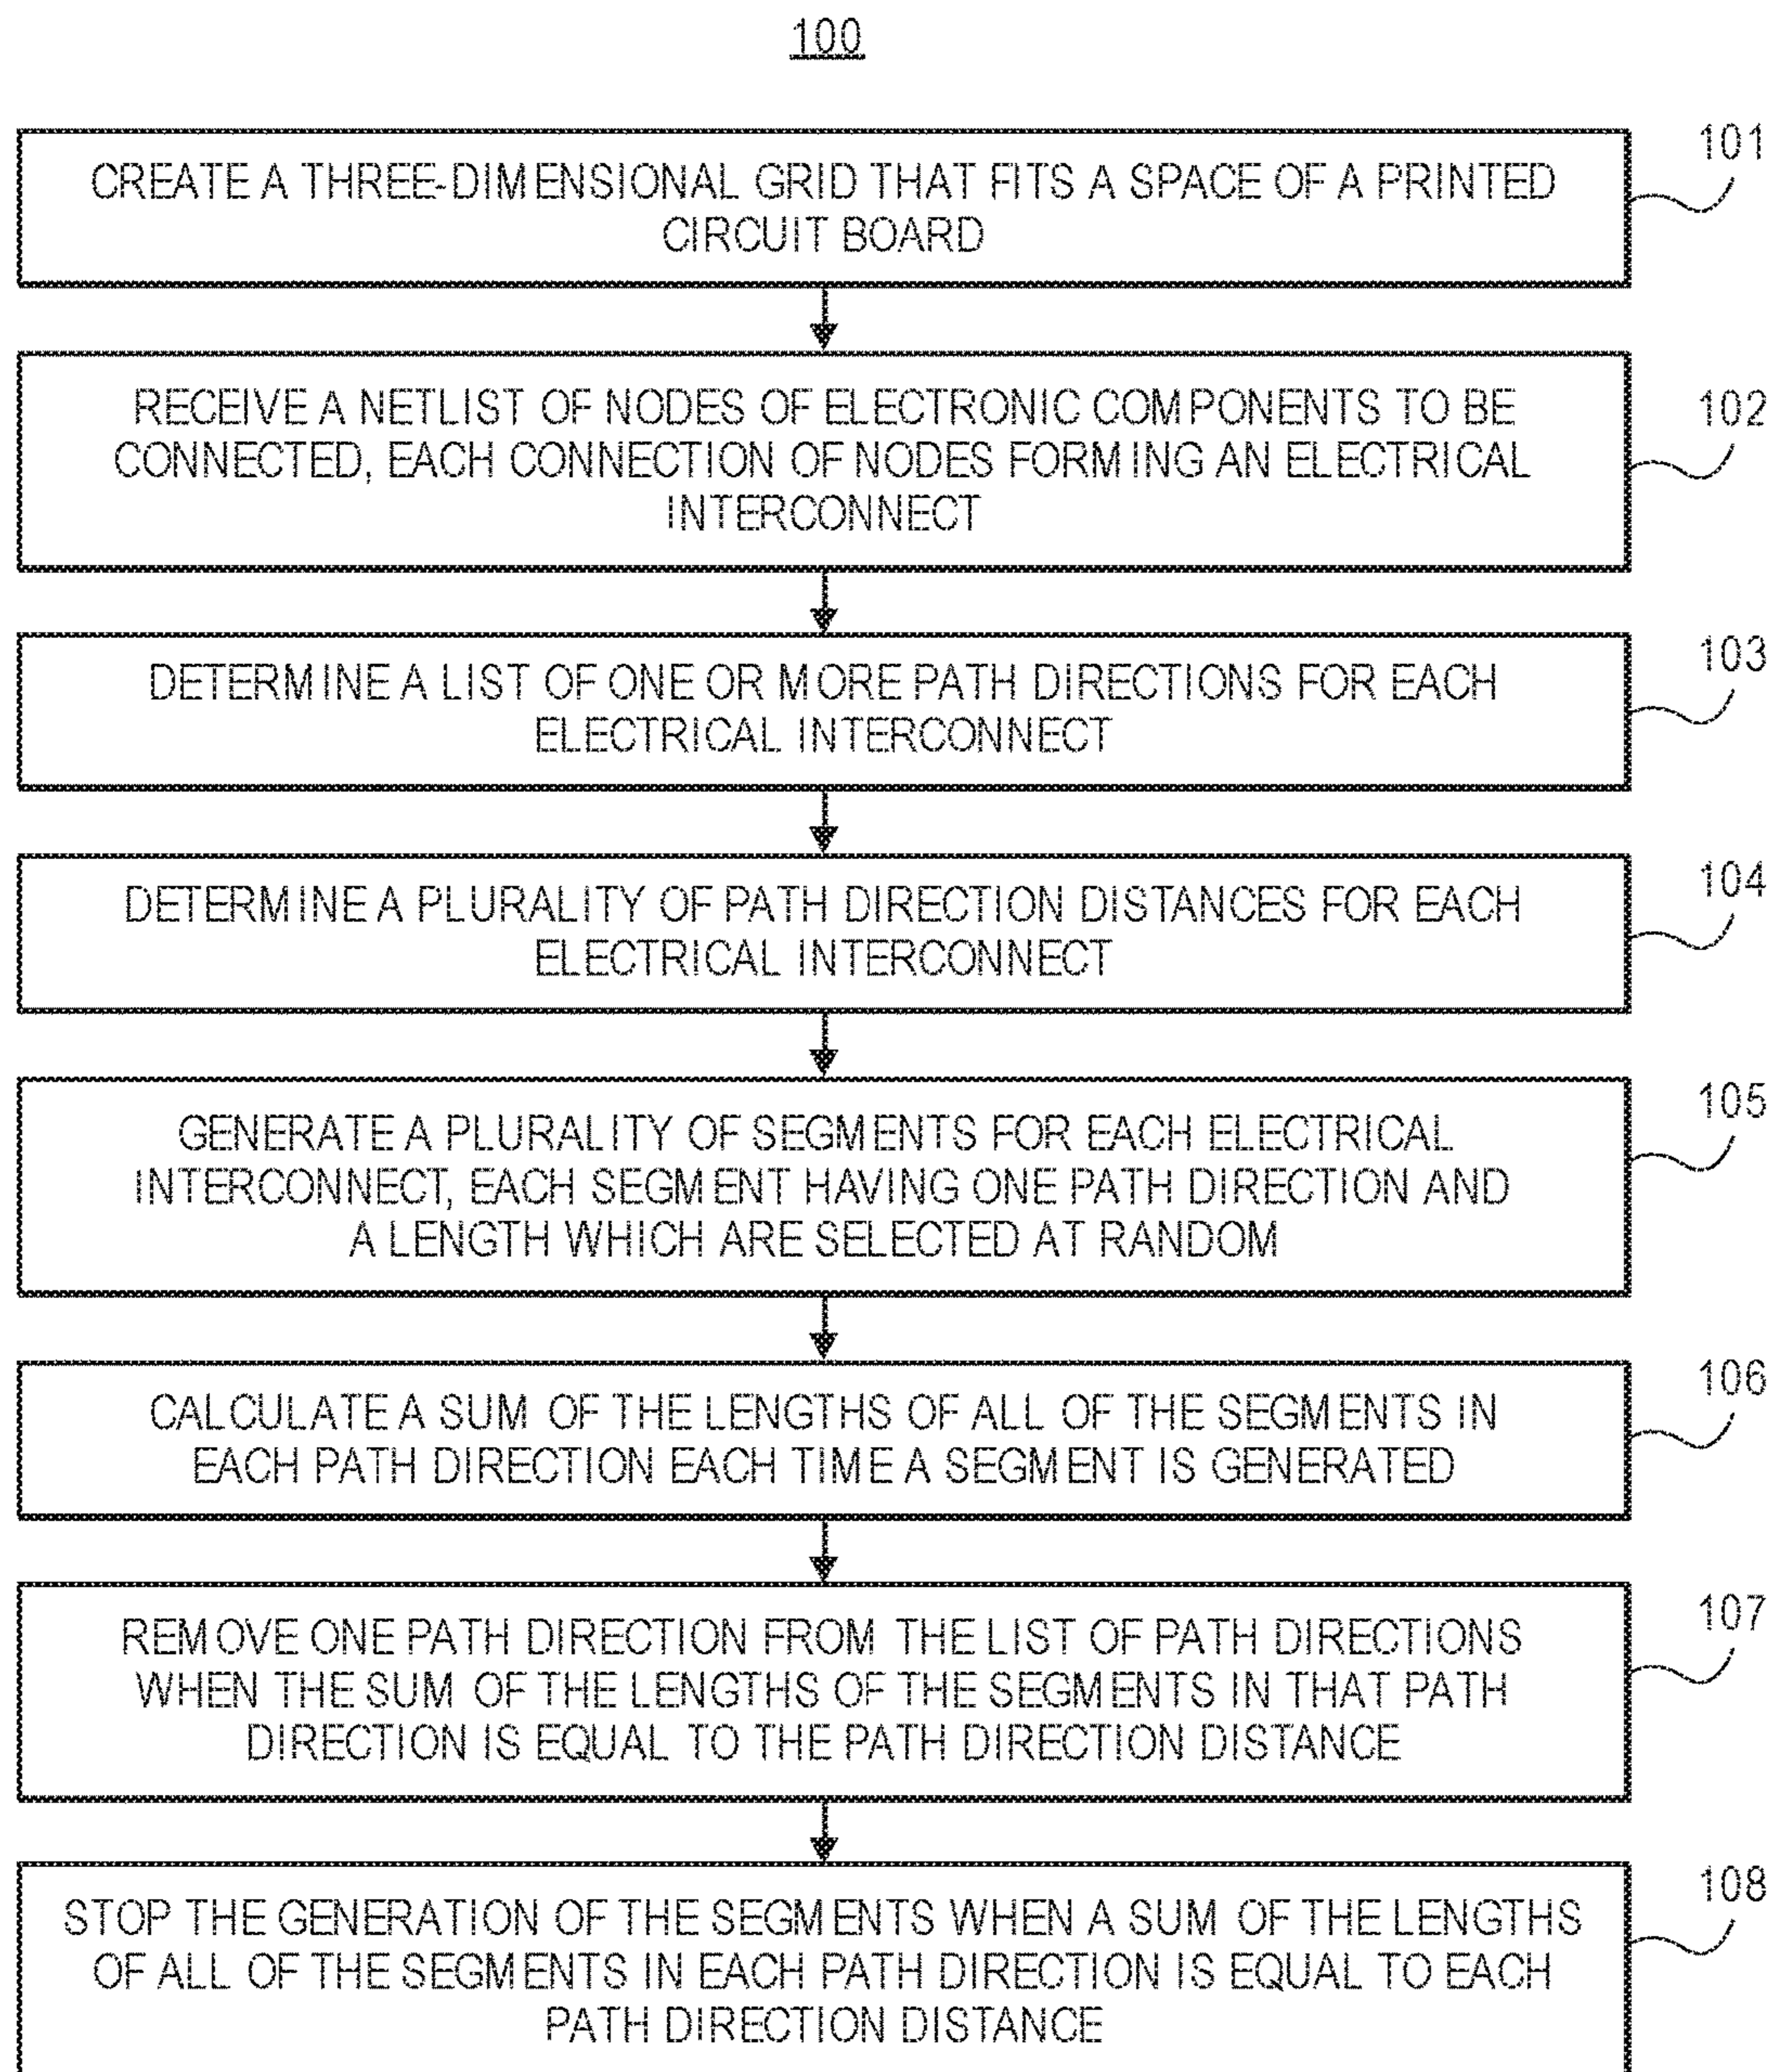 100
101
CREATE A THREE-DIMENSIONAL GRID THAT FITS A SPACE OF A PRINTED
CIRCUIT BOARD
102
RECEIVE A NETLIST OF NODES OF ELECTRONIC COMPONENTS TO BE
CONNECTED, EACH CONNECTION OF NODES FORMING AN ELECTRICAL
INTERCONNECT
103
DETERMINE A LIST OF ONE OR MORE PATH DIRECTIONS FOR EACH
ELECTRICAL INTERCONNECT
104
DETERMINE A PLURALITY OF PATH DIRECTION DISTANCES FOR EACH
ELECTRICAL INTERCONNECT
105
GENERATE A PLURALITY OF SEGMENTS FOR EACH ELECTRICAL
INTERCONNECT, EACH SEGMENT HAVING ONE PATH DIRECTION AND
A LENGTH WHICH ARE SELECTED AT RANDOM
106
CALCULATE A SUM OF THE LENGTHS OF ALL OF THE SEGMENTS IN
EACH PATH DIRECTION EACH TIME A SEGMENT IS GENERATED
107
REMOVE ONE PATH DIRECTION FROM THE LIST OF PATH DIRECTIONS
WHEN THE SUM OF THE LENGTHS OF THE SEGMENTS IN THAT PATH
DIRECTION IS EQUAL TO THE PATH DIRECTION DISTANCE
108
STOP THE GENERATION OF THE SEGMENTS WHEN A SUM OF THE LENGTHS
OF ALL OF THE SEGMENTS IN EACH PATH DIRECTION IS EQUAL TO EACH
PATH DIRECTION DISTANCE